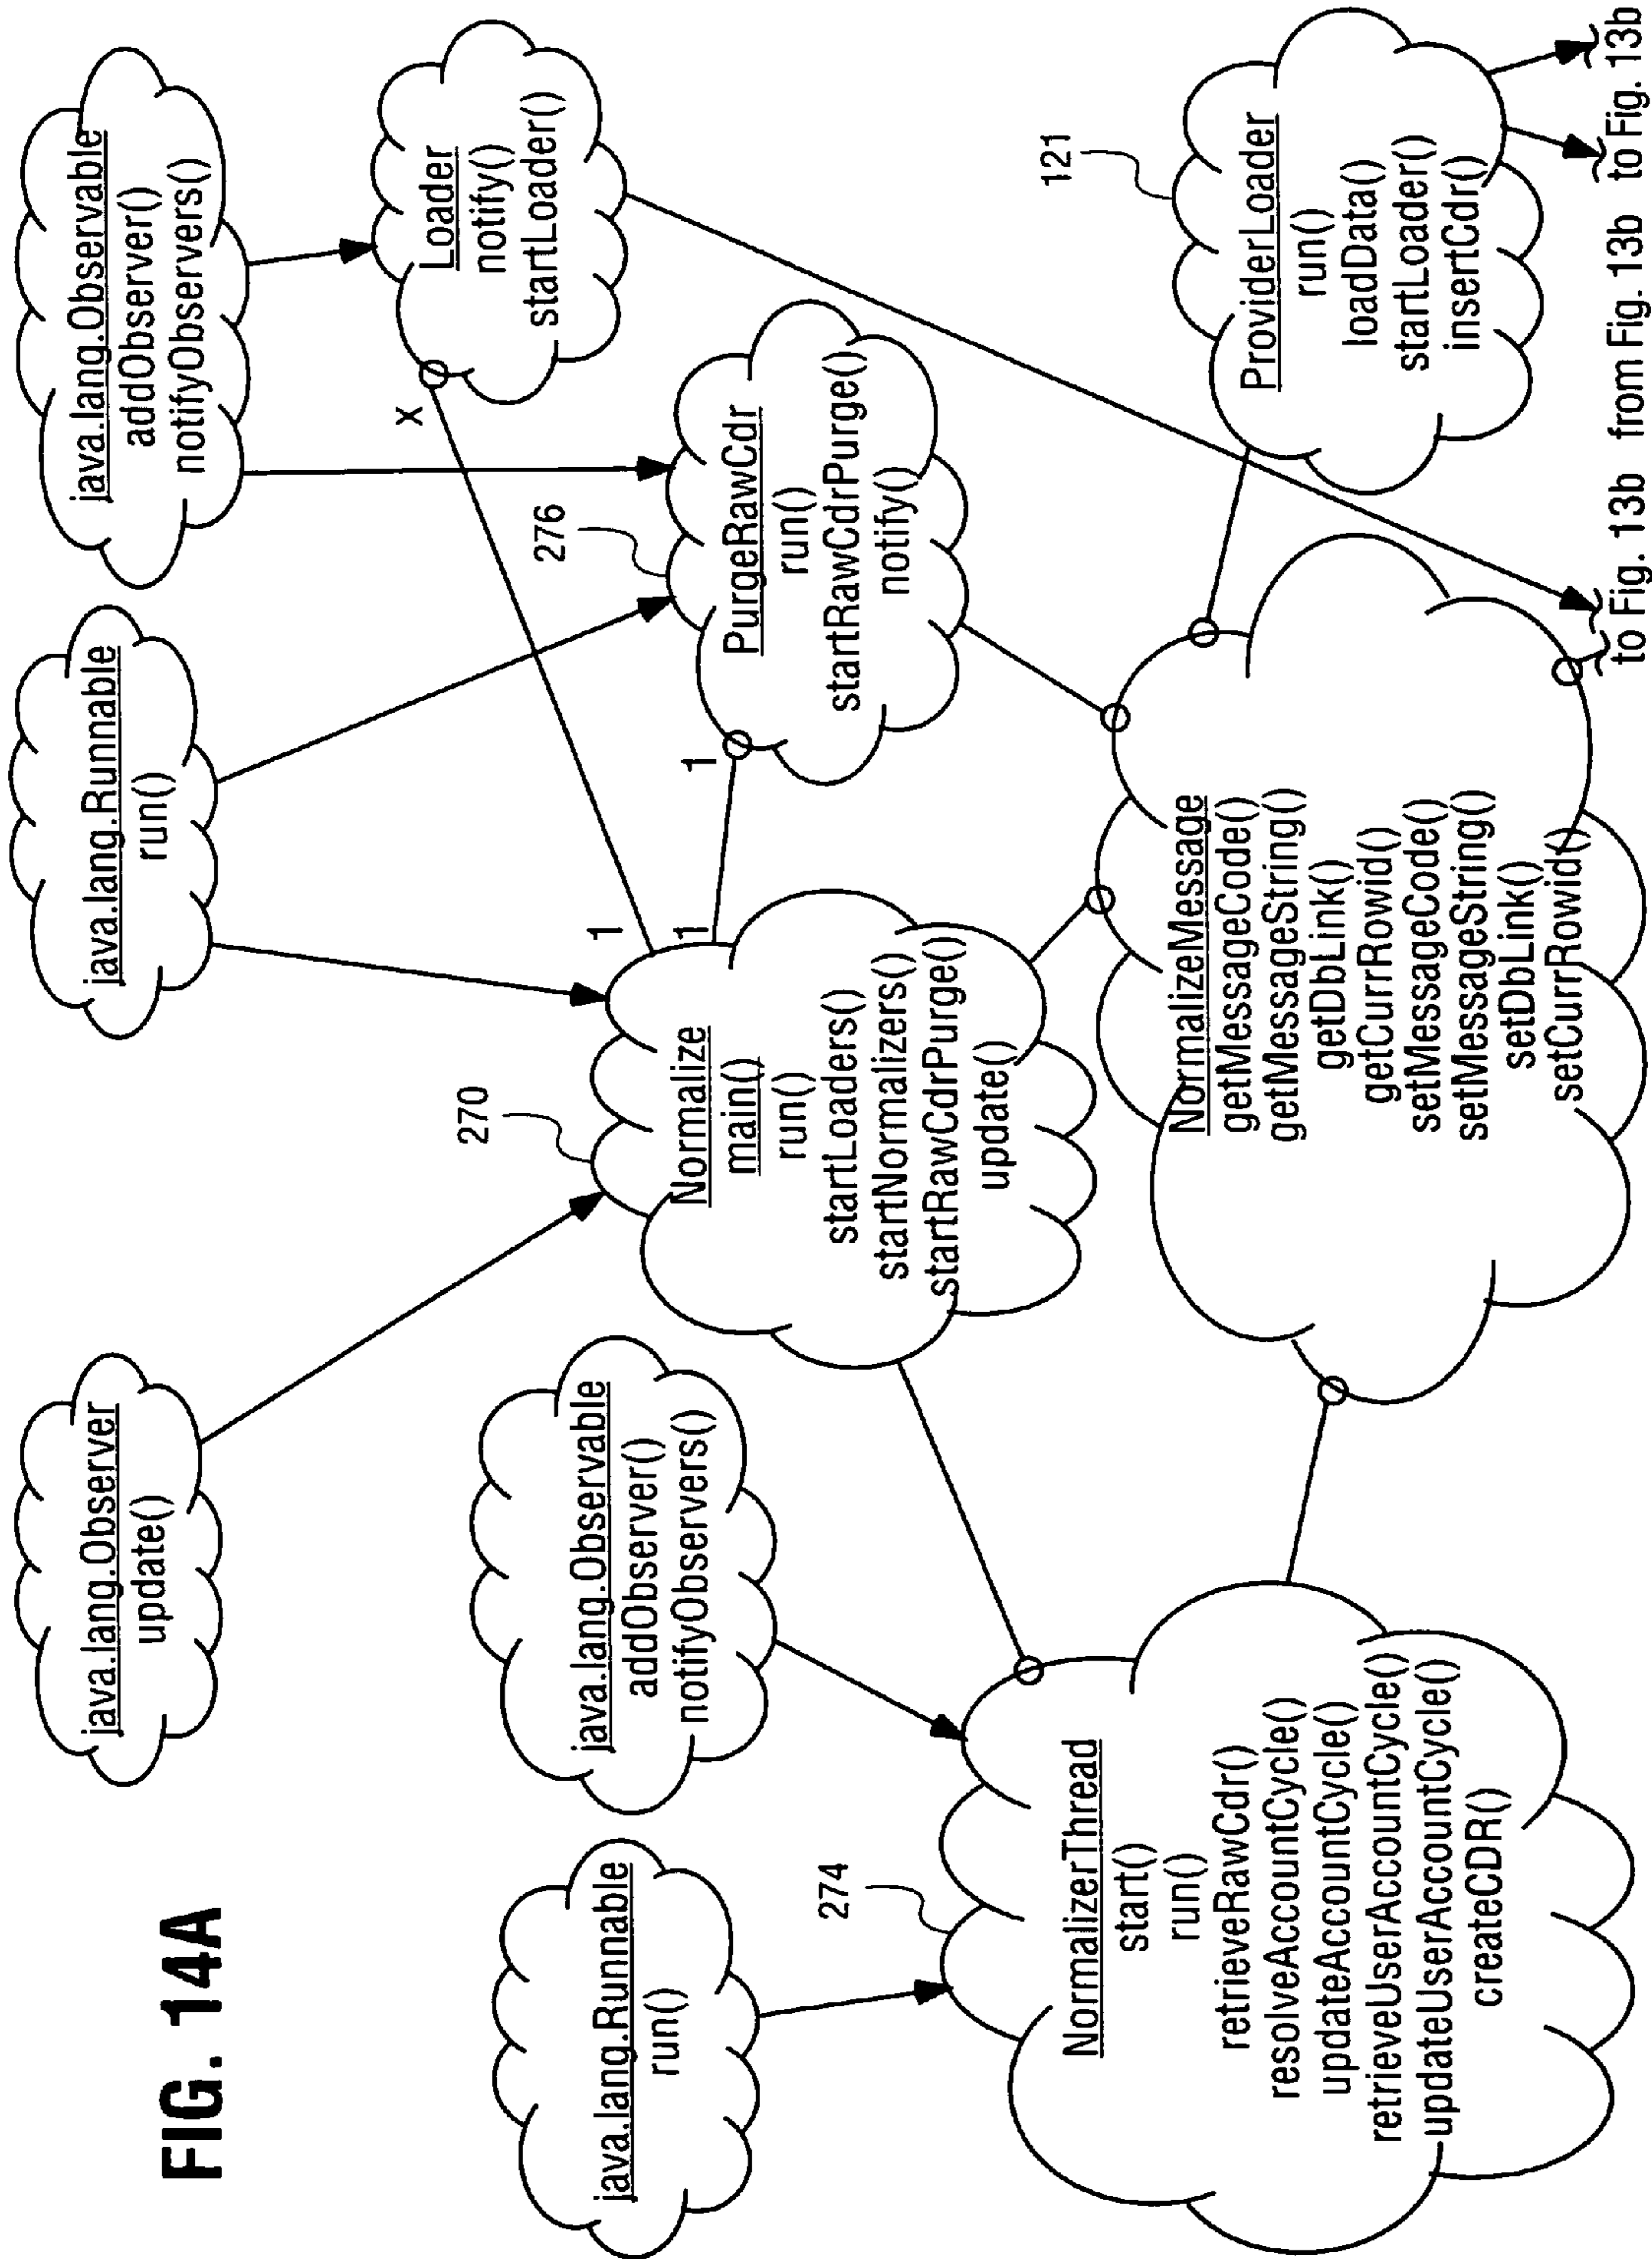 FIG. 14A
java.lang.Observer
update()
java.lang.Runnable
run()
java.lang.Observable
addObserver()
notifyObservers()
java.lang.Runnable
run()
java.lang.Observable
addObserver()
notifyObservers()
270
Normalize
main()
run()
startLoaders()
startNormalizers()
startRawCdrPurge()
update()
1
1
1
x
276
PurgeRawCdr
run()
startRawCdrPurge()
notify()
Loader
notify()
startLoader()
274
NormalizerThread
start()
run()
retrieveRawCdr()
resolveAccountCycle()
updateAccountCycle()
retrieveUserAccountCycle()
updateUserAccountCycle()
createCDR()
NormalizeMessage
getMessageCode()
getMessageString()
getDbLink()
getCurrRowid()
setMessageCode()
setMessageString()
setDbLink()
setCurrRowid()
121
ProviderLoader
run()
loadData()
startLoader()
insertCdr()
to Fig. 13b from Fig. 13b to Fig. 13b